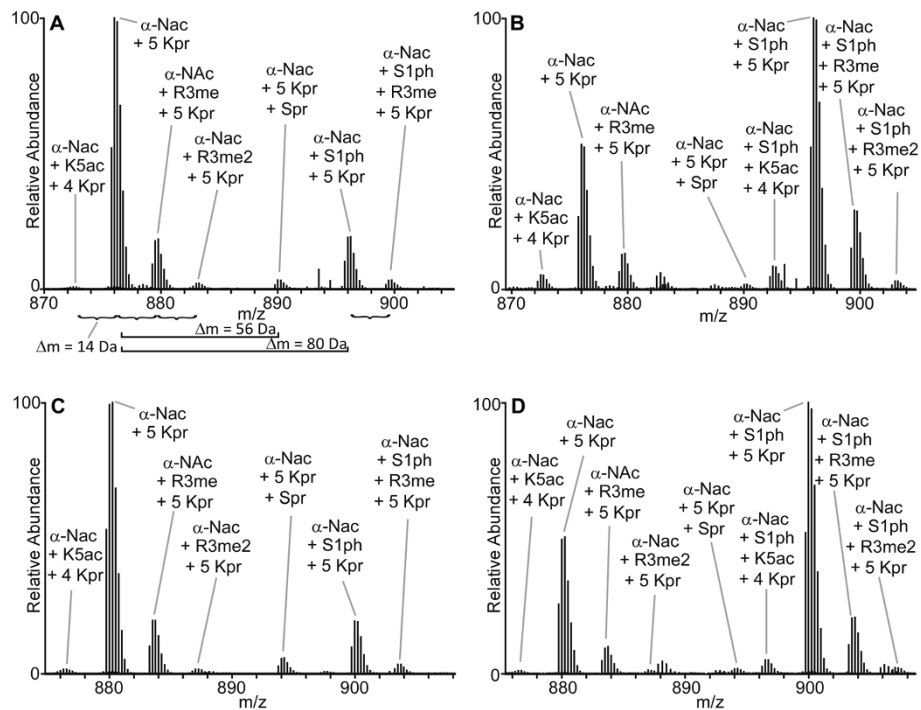 A
Relative Abundance
100
0
α-Nac
+ K5ac
+ 4 Kpr
α-Nac
+ 5 Kpr
α-NAc
+ R3me
+ 5 Kpr
α-Nac
+ R3me2
+ 5 Kpr
α-Nac
+ 5 Kpr
+ Spr
α-Nac
+ S1ph
+ 5 Kpr
α-Nac
+ S1ph
+ R3me
+ 5 Kpr
870 880 890 900
m/z
Δm = 14 Da
Δm = 56 Da
Δm = 80 Da
B
Relative Abundance
100
0
α-Nac
+ K5ac
+ 4 Kpr
α-Nac
+ 5 Kpr
α-NAc
+ R3me
+ 5 Kpr
α-Nac
+ 5 Kpr
+ Spr
α-Nac
+ S1ph
+ K5ac
+ 4 Kpr
α-Nac
+ S1ph
+ 5 Kpr
α-Nac
+ S1ph
+ R3me
+ 5 Kpr
α-Nac
+ S1ph
+ R3me2
+ 5 Kpr
870 880 890 900
m/z
C
Relative Abundance
100
0
α-Nac
+ K5ac
+ 4 Kpr
α-Nac
+ 5 Kpr
α-NAc
+ R3me
+ 5 Kpr
α-Nac
+ R3me2
+ 5 Kpr
α-Nac
+ 5 Kpr
+ Spr
α-Nac
+ S1ph
+ 5 Kpr
α-Nac
+ S1ph
+ R3me
+ 5 Kpr
880 890 900
m/z
D
Relative Abundance
100
0
α-Nac
+ K5ac
+ 4 Kpr
α-Nac
+ 5 Kpr
α-NAc
+ R3me
+ 5 Kpr
α-Nac
+ R3me2
+ 5 Kpr
α-Nac
+ 5 Kpr
+ Spr
α-Nac
+ S1ph
+ K5ac
+ 4 Kpr
α-Nac
+ S1ph
+ 5 Kpr
α-Nac
+ S1ph
+ R3me
+ 5 Kpr
α-Nac
+ S1ph
+ R3me2
+ 5 Kpr
880 890 900
m/z